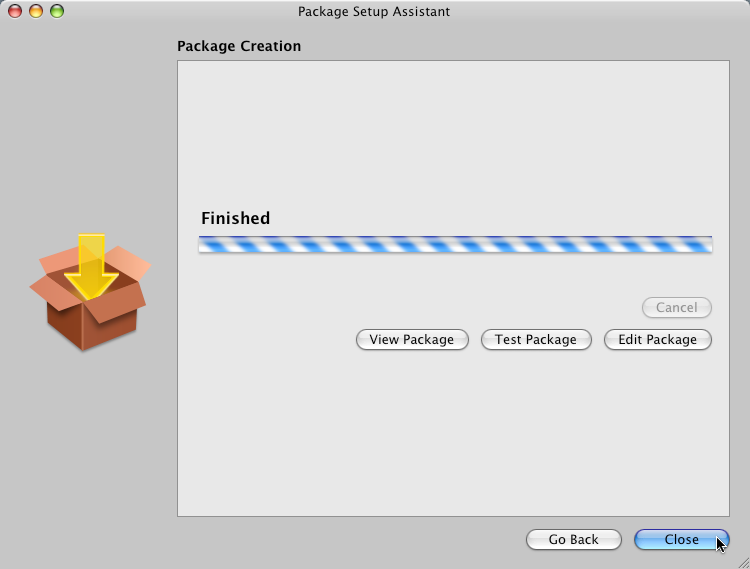 Package Setup Assistant
Package Creation
Finished
Cancel
View Package
Test Package
Edit Package
Go Back
Close